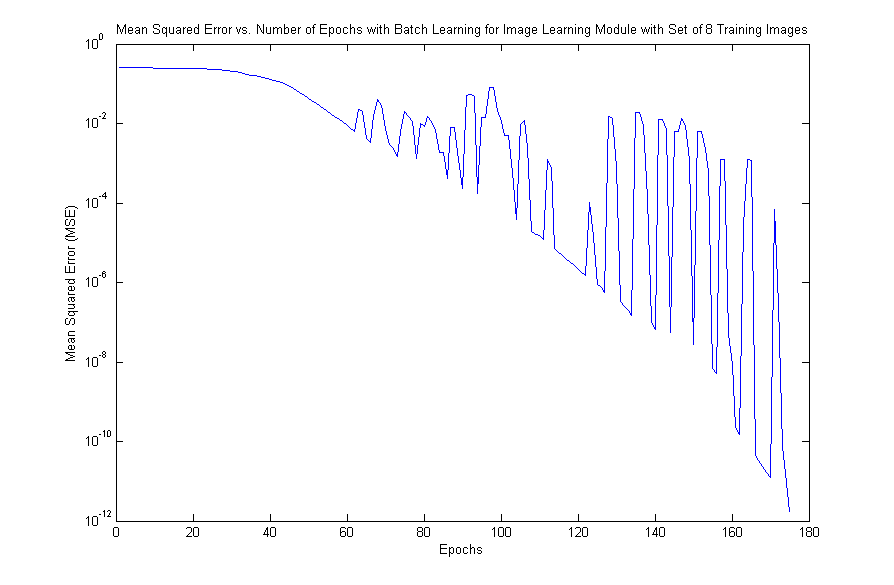 Mean Squared Error vs. Number of Epochs with Batch Learning for Image Learning Module with Set of 8 Training Images
10^0
10^-2
10^-4
10^-6
10^-8
10^-10
10^-12
Mean Squared Error (MSE)
0 20 40 60 80 100 120 140 160 180
Epochs